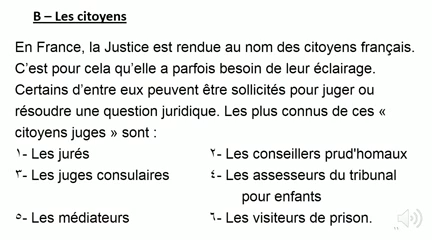 B – Les citoyens
En France, la Justice est rendue au nom des citoyens français.
C'est pour cela qu'elle a parfois besoin de leur éclairage.
Certains d'entre eux peuvent être sollicités pour juger ou
résoudre une question juridique. Les plus connus de ces «
citoyens juges » sont :
١- Les jurés ٢- Les conseillers prud'homaux
٣- Les juges consulaires ٤- Les assesseurs du tribunal
pour enfants
٥- Les médiateurs ٦- Les visiteurs de prison.